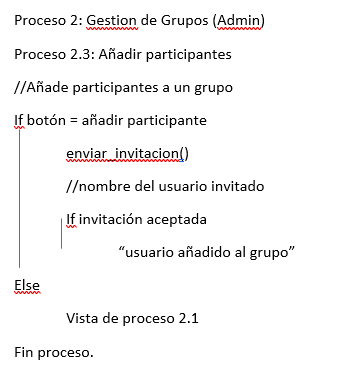 Proceso 2: Gestion de Grupos (Admin)
Proceso 2.3: Añadir participantes
//Añade participantes a un grupo
If botón = añadir participante
enviar_invitacion()
//nombre del usuario invitado
If invitación aceptada
“usuario añadido al grupo”
Else
Vista de proceso 2.1
Fin proceso.